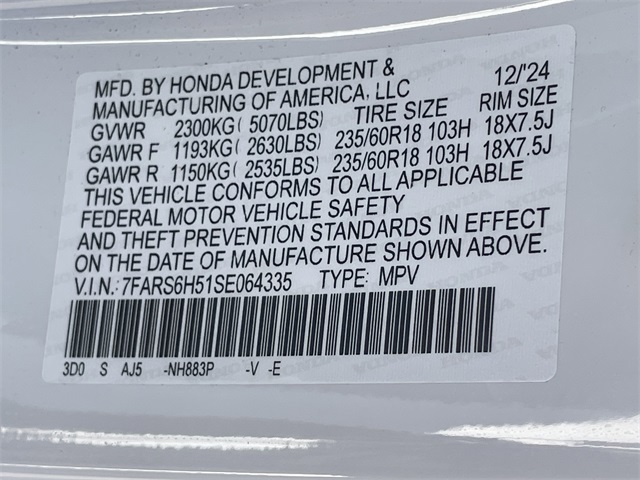 MFD. BY HONDA DEVELOPMENT & 12/'24
MANUFACTURING OF AMERICA, LLC
GVWR 2300KG( 5070LBS) TIRE SIZE RIM SIZE
GAWR F 1193KG( 2630LBS) 235/60R18 103H 18X7.5J
GAWR R 1150KG( 2535LBS) 235/60R18 103H 18X7.5J
THIS VEHICLE CONFORMS TO ALL APPLICABLE
FEDERAL MOTOR VEHICLE SAFETY
AND THEFT PREVENTION STANDARDS IN EFFECT
ON THE DATE OF MANUFACTURE SHOWN ABOVE.
V.I.N.:7FARS6H51SE064335 TYPE: MPV
3D0 S AJ5 -NH883P -V -E